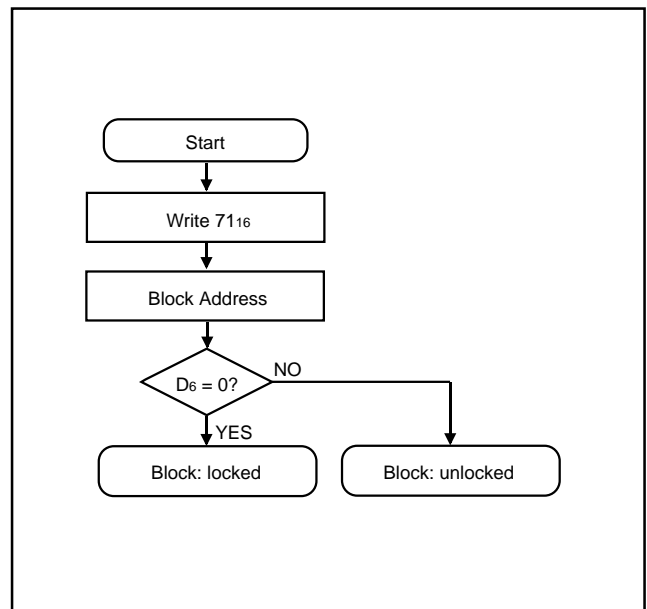 Start
Write 7116
Block Address
D6 = 0?
NO
YES
Block: locked
Block: unlocked